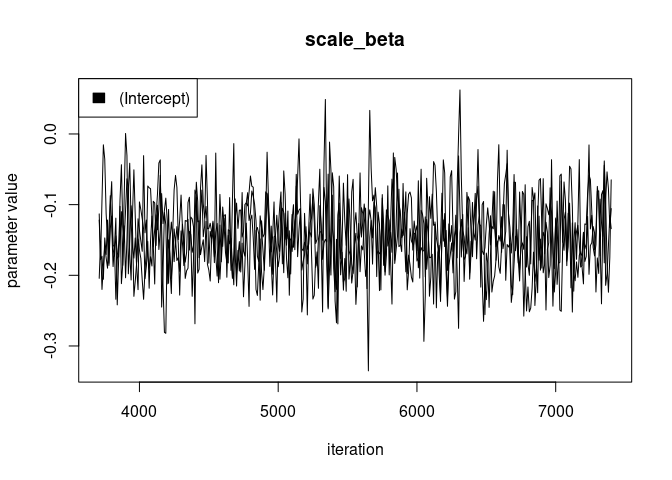 scale_beta
(Intercept)
0.0
-0.1
-0.2
-0.3
parameter value
4000 5000 6000 7000
iteration